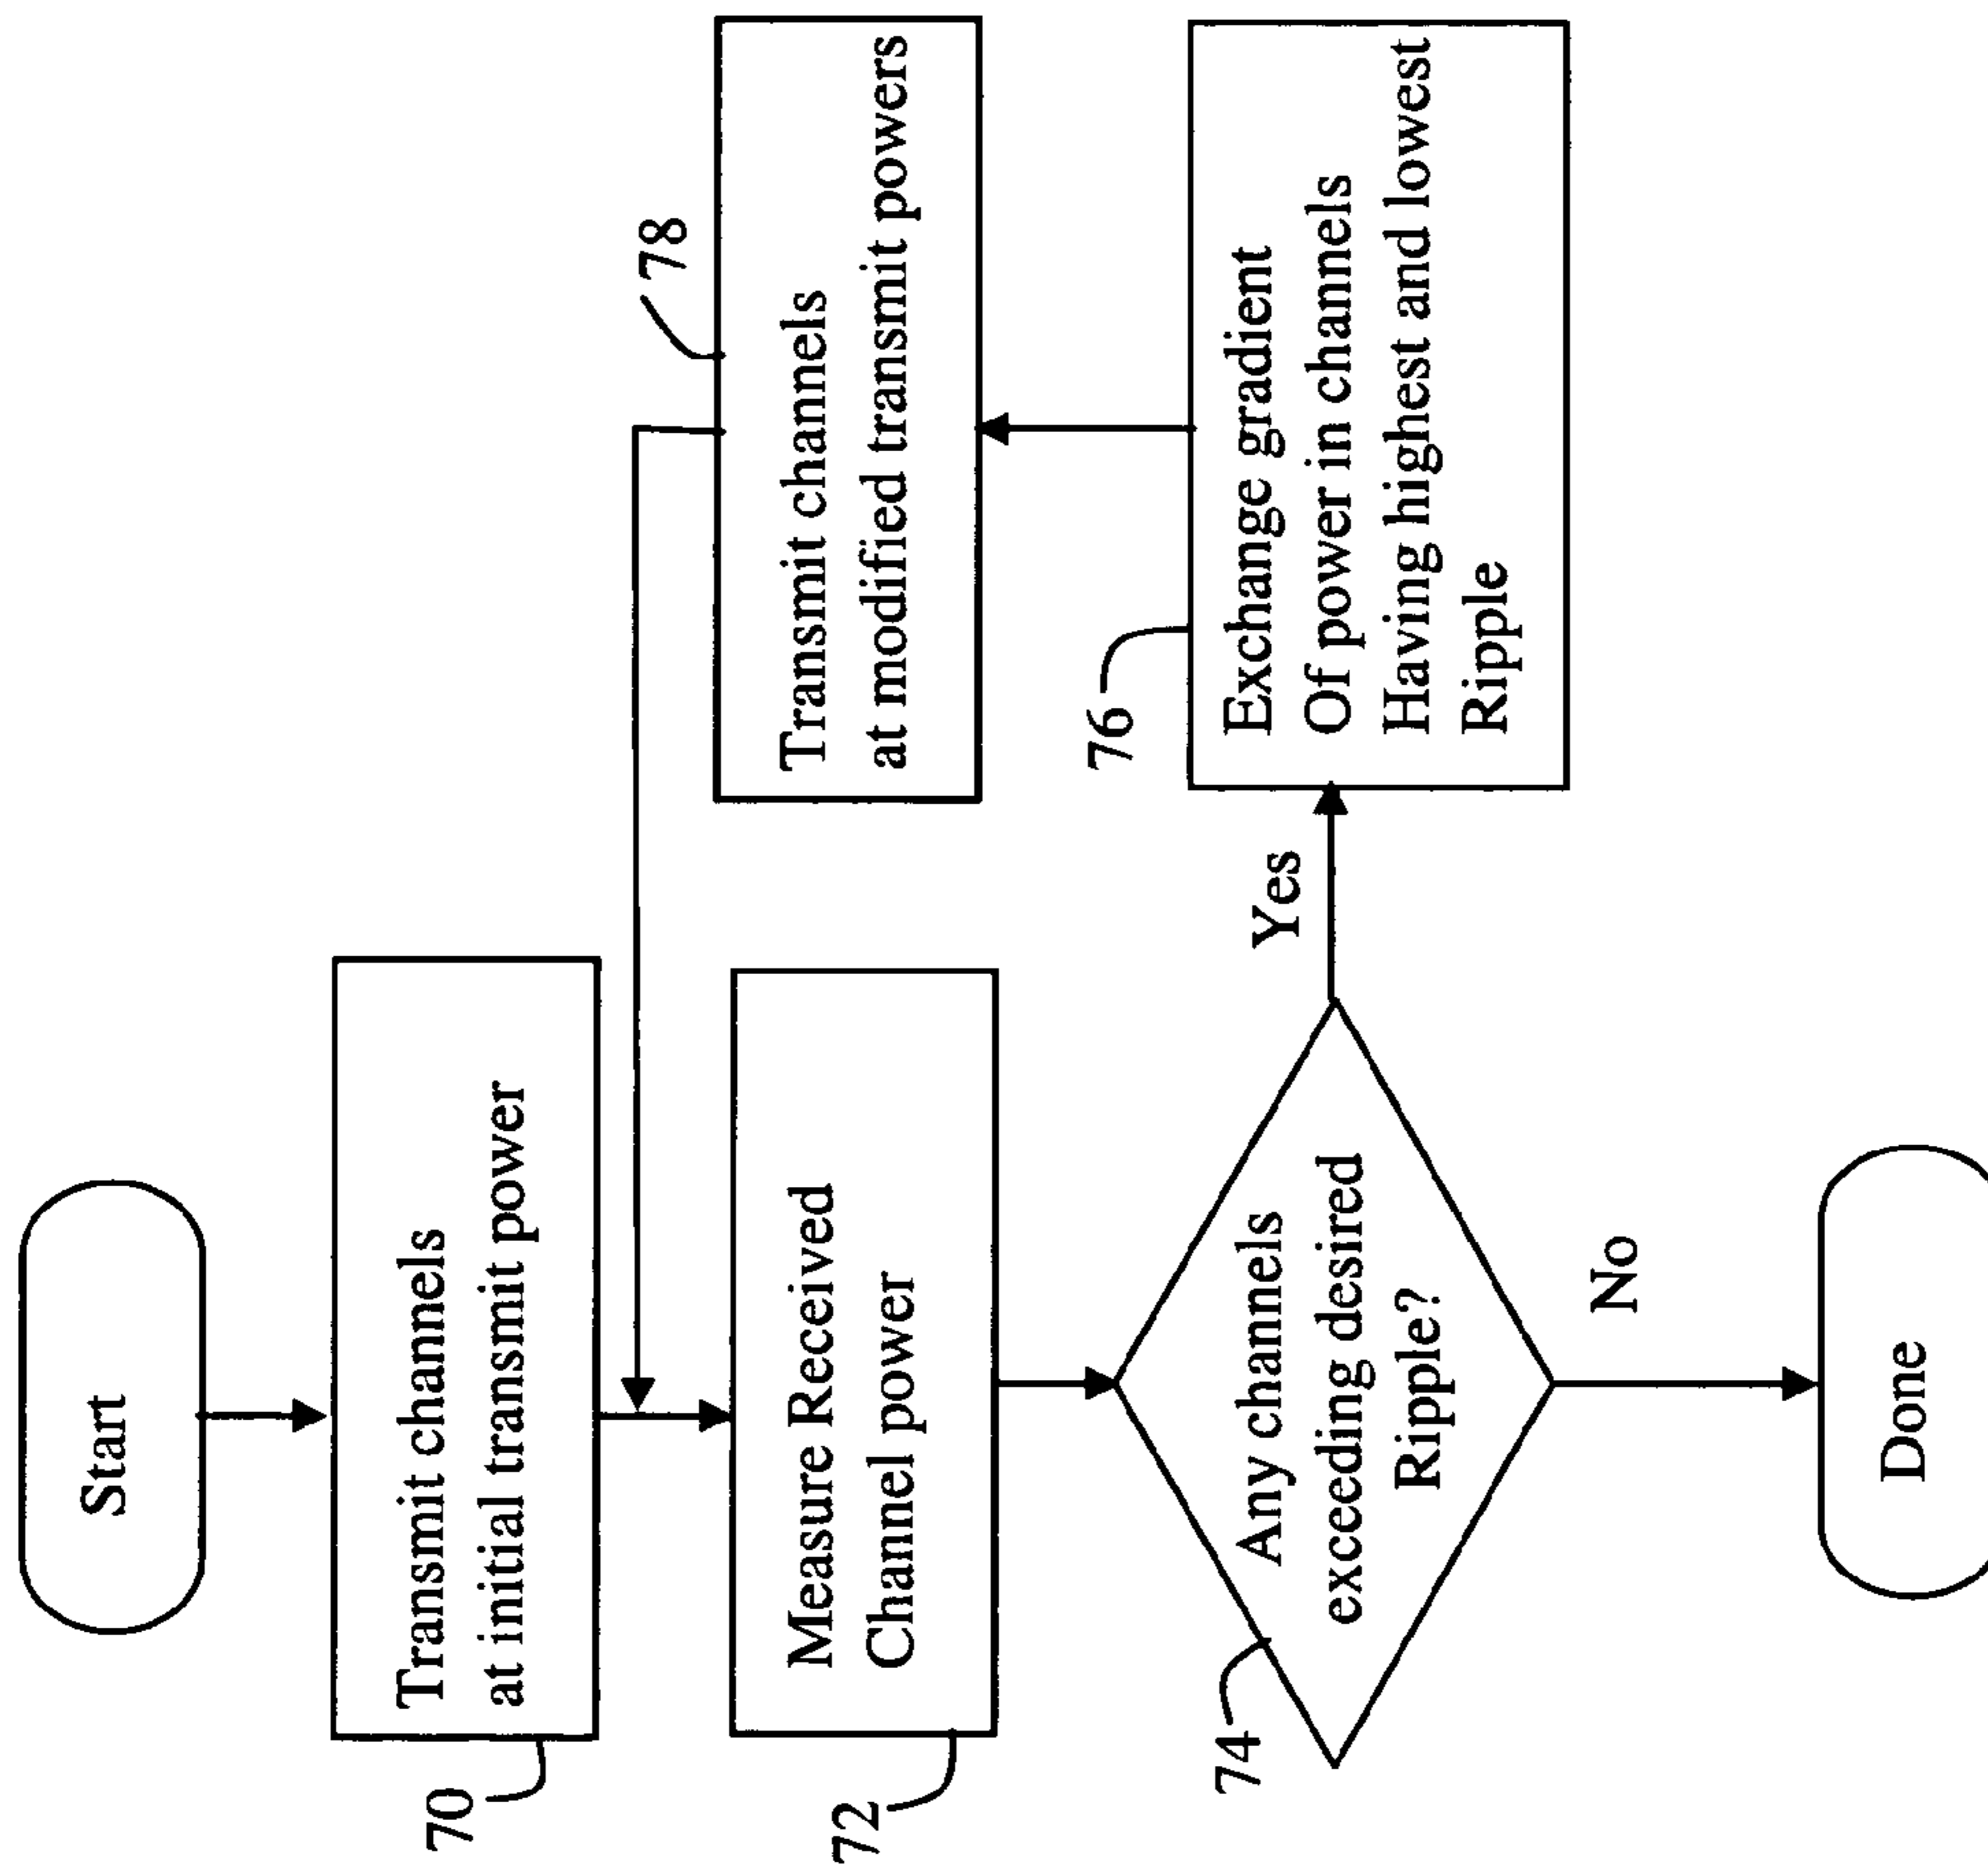 Start
70
Transmit channels
at initial transmit power
72
Measure Received
Channel power
74
Any channels
exceeding desired
Ripple?
Yes
No
Done
76
Exchange gradient
Of power in channels
Having highest and lowest
Ripple
78
Transmit channels
at modified transmit powers